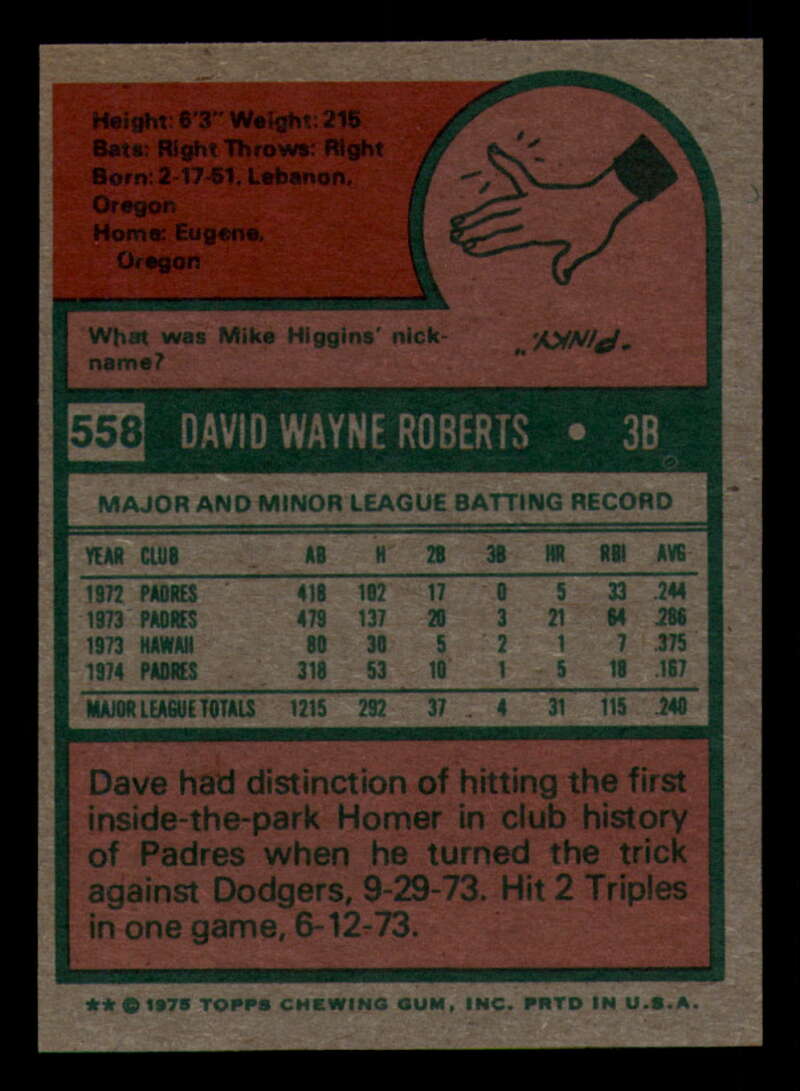 Height: 6'3" Weight: 215
Bats: Right Throws: Right
Born: 2-17-51, Lebanon,
Oregon
Home: Eugene,
Oregon
What was Mike Higgins' nick-
name?
"PINKY."
558 DAVID WAYNE ROBERTS • 3B
MAJOR AND MINOR LEAGUE BATTING RECORD
YEAR CLUB AB H 2B 3B HR RBI AVG
1972 PADRES 418 102 17 0 5 33 .244
1973 PADRES 479 137 20 3 21 64 .286
1973 HAWAII 80 30 5 2 1 7 .375
1974 PADRES 318 53 10 1 5 18 .167
MAJOR LEAGUE TOTALS 1215 292 37 4 31 115 .240
Dave had distinction of hitting the first
inside-the-park Homer in club history
of Padres when he turned the trick
against Dodgers, 9-29-73. Hit 2 Triples
in one game, 6-12-73.
** © 1975 TOPPS CHEWING GUM, INC. PRTD IN U.S.A.